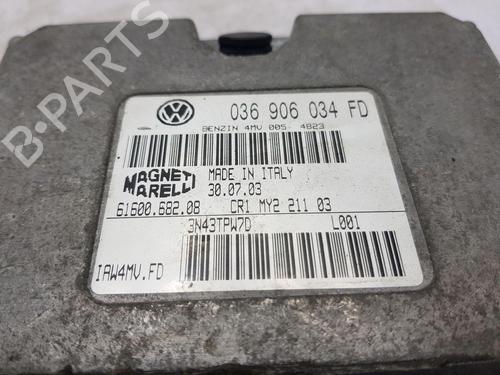 036 906 034 FD
BENZIN 4MV 005 4823
MAGNETI MARELLI
MADE IN ITALY
30.07.03
61600.682.08 CR1 MY2 211 03
3N43TPW7D L001
IAW4MV.FD
B-PARTS